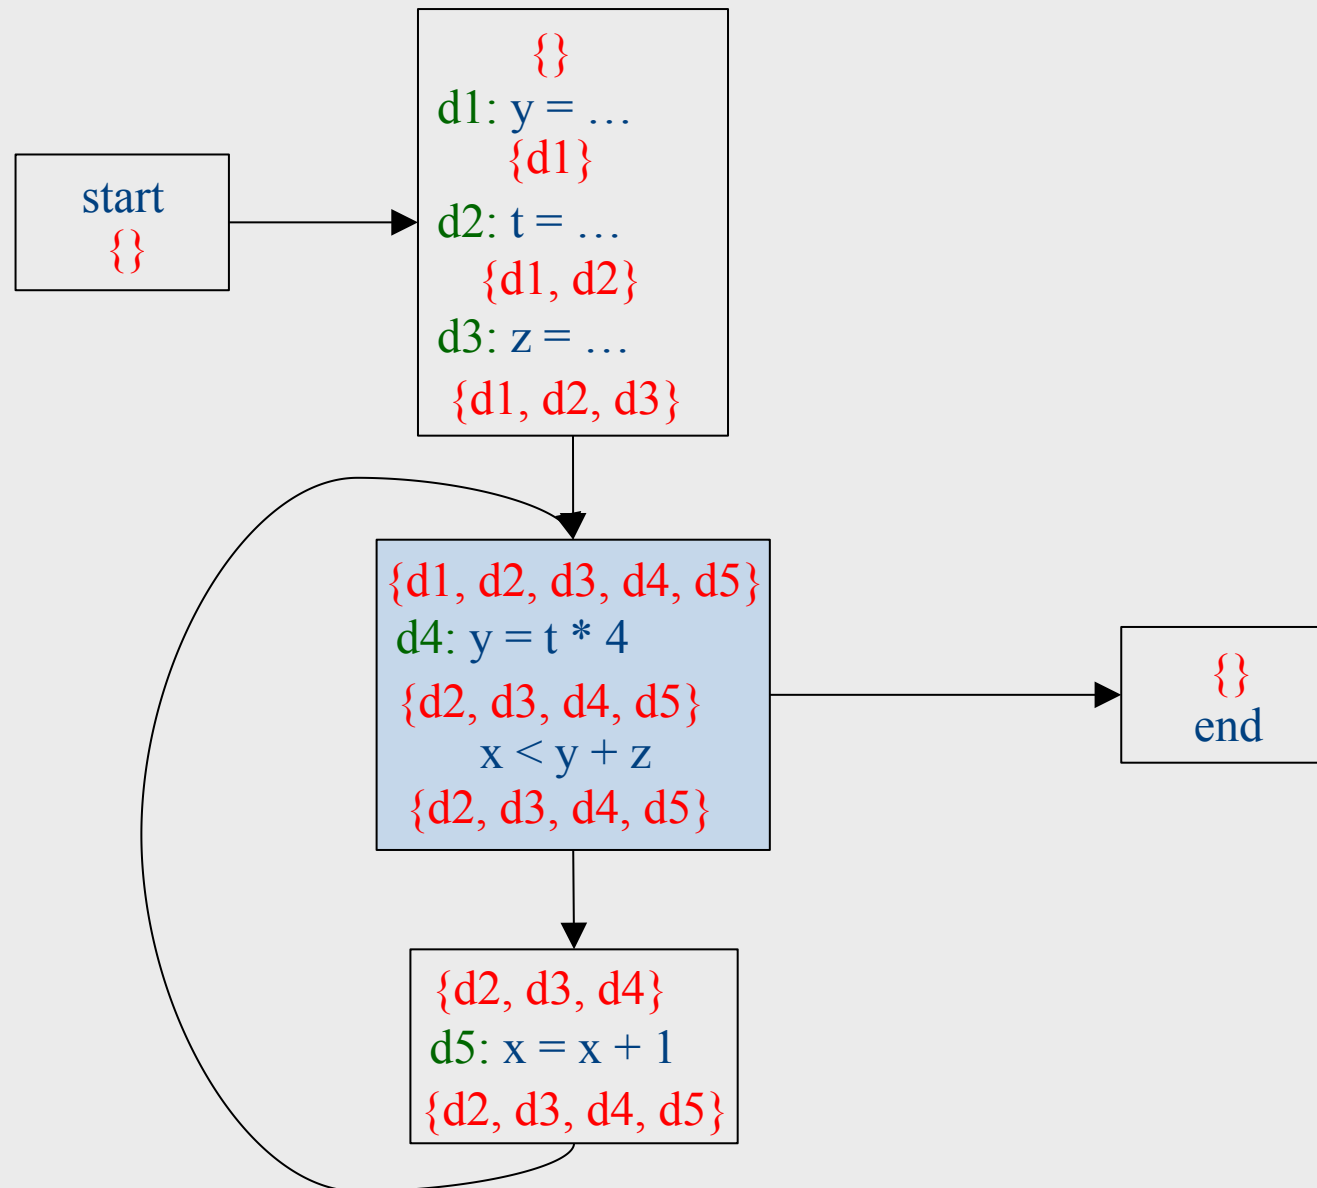 {}
d1: y = …
{d1}
d2: t = …
{d1, d2}
d3: z = …
{d1, d2, d3}
start
{}
{d1, d2, d3, d4, d5}
d4: y = t * 4
{d2, d3, d4, d5}
x < y + z
{d2, d3, d4, d5}
{}
end
{d2, d3, d4}
d5: x = x + 1
{d2, d3, d4, d5}